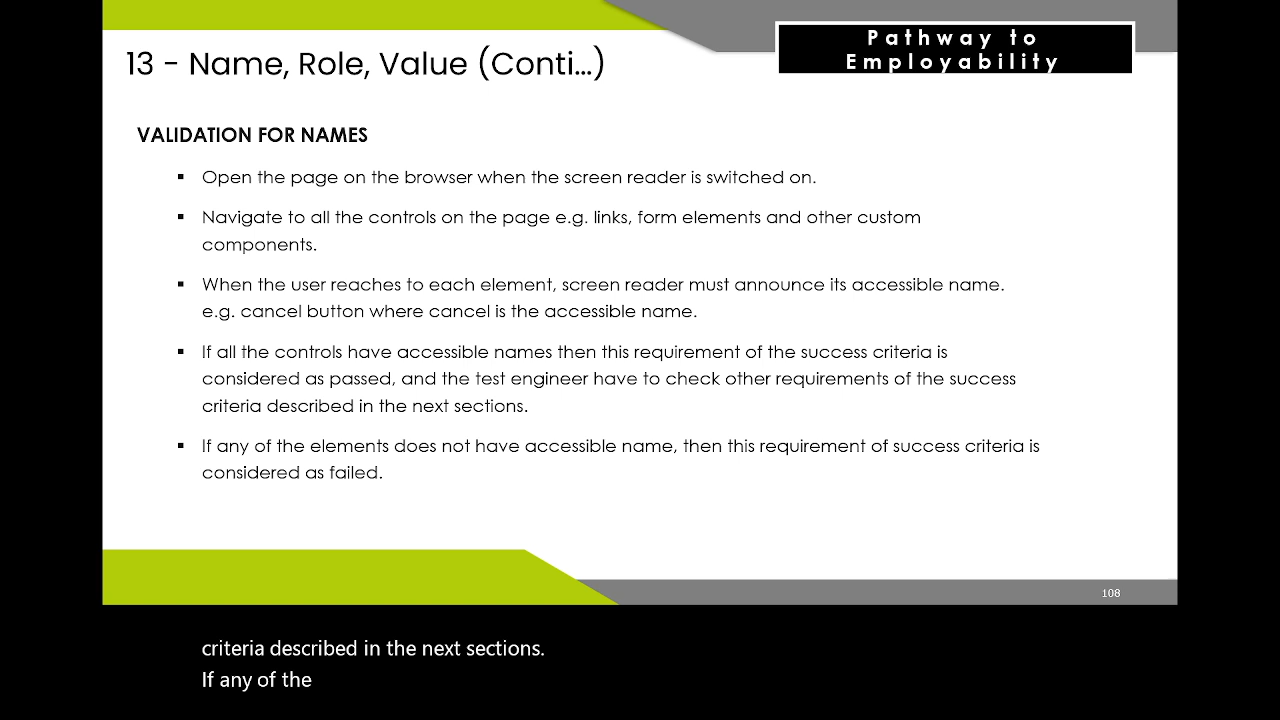 Pathway to
Employability
13 - Name, Role, Value (Conti...)
VALIDATION FOR NAMES
▪ Open the page on the browser when the screen reader is switched on.
▪ Navigate to all the controls on the page e.g. links, form elements and other custom
components.
▪ When the user reaches to each element, screen reader must announce its accessible name.
e.g. cancel button where cancel is the accessible name.
▪ If all the controls have accessible names then this requirement of the success criteria is
considered as passed, and the test engineer have to check other requirements of the success
criteria described in the next sections.
▪ If any of the elements does not have accessible name, then this requirement of success criteria is
considered as failed.
108
criteria described in the next sections.
If any of the